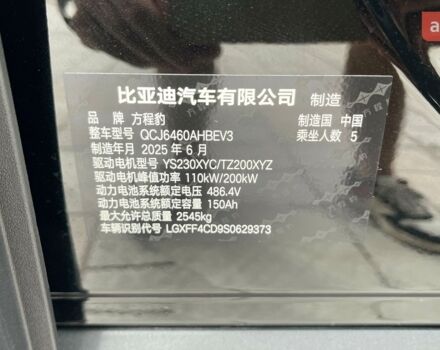 比亚迪汽车有限公司 制造
品 牌 方程豹 制造国 中国
整车型号 QCJ6460AHBEV3 乘坐人数 5
制造年月 2025 年 6 月
驱动电机型号 YS230XYC/TZ200XYZ
驱动电机峰值功率 110kW/200kW
动力电池系统额定电压 486.4V
动力电池系统额定容量 150Ah
最大允许总质量 2545kg
车辆识别代号 LGXFF4CD9S0629373